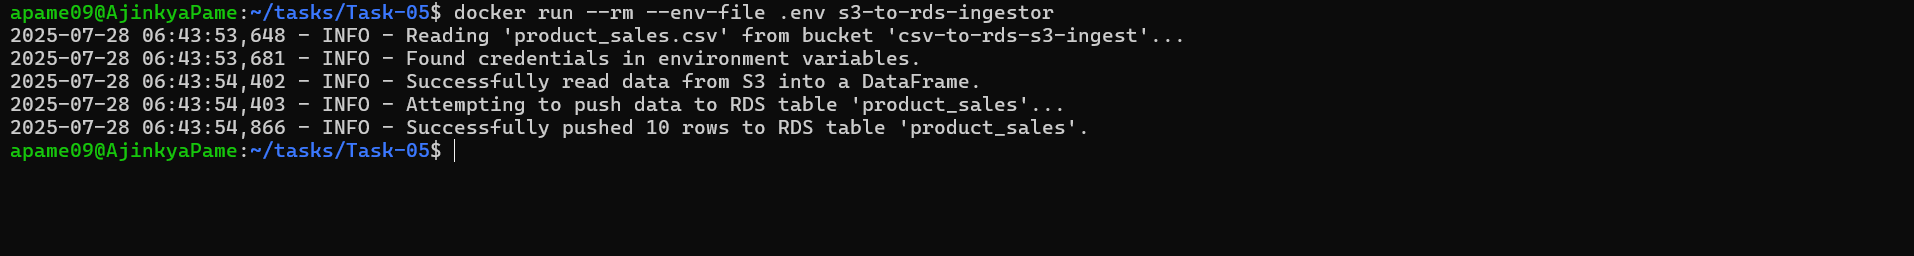 apame09@AjinkyaPame:~/tasks/Task-05$ docker run --rm --env-file .env s3-to-rds-ingestor
2025-07-28 06:43:53,648 - INFO - Reading 'product_sales.csv' from bucket 'csv-to-rds-s3-ingest'...
2025-07-28 06:43:53,681 - INFO - Found credentials in environment variables.
2025-07-28 06:43:54,402 - INFO - Successfully read data from S3 into a DataFrame.
2025-07-28 06:43:54,403 - INFO - Attempting to push data to RDS table 'product_sales'...
2025-07-28 06:43:54,866 - INFO - Successfully pushed 10 rows to RDS table 'product_sales'.
apame09@AjinkyaPame:~/tasks/Task-05$